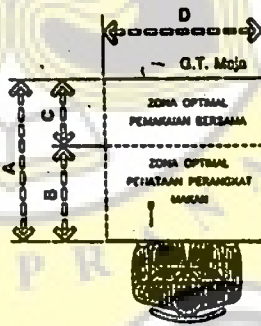 D
G.T. Meja
A
C
B
ZONA OPTIMAL
PEMAKAIAN BERSAMA
ZONA OPTIMAL
PENATAAN PERANGKAT
MAKAN
P R